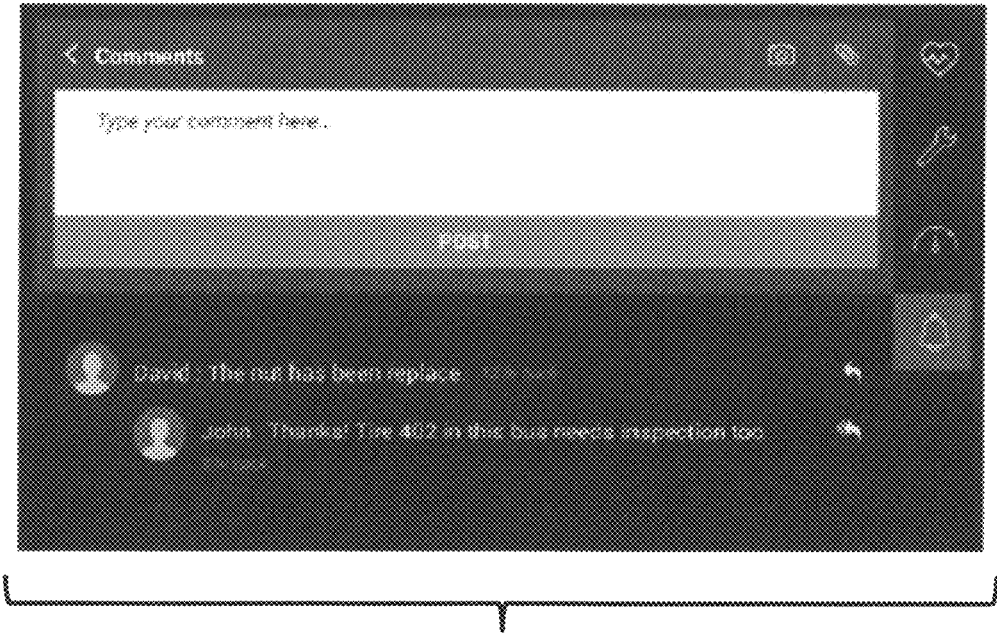 Comments
Type your comment here..
POST
David : The nut has been replace
John : Thanks! Tire 402 in this bus needs inspection too